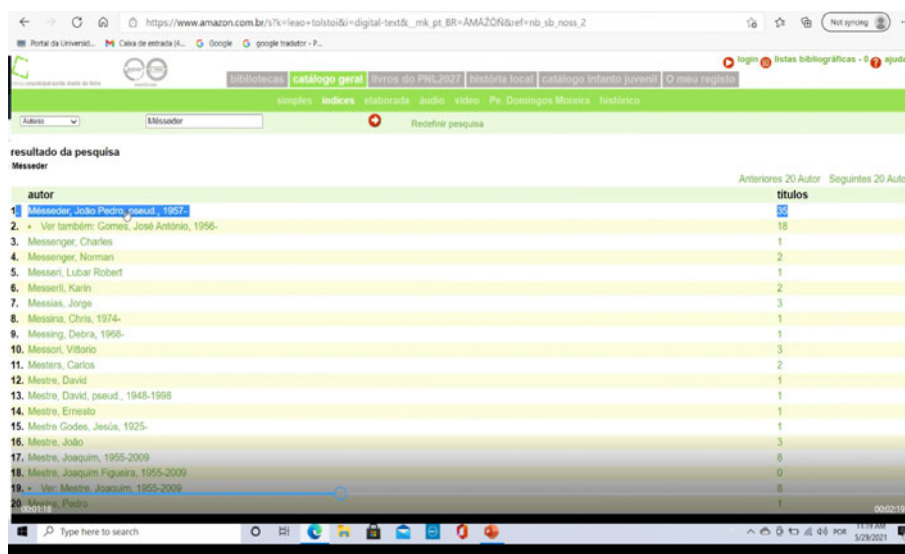 https://www.amazon.com.br/s?k=leao+tolstoi&i=digital-text&__mk_pt_BR=ÅMÅŽÕÑ&ref=nb_sb_noss_2
Not syncing
Portal da Universid... Caixa de entrada (4... Google google tradutor - P...
login listas bibliográficas - 0 ajuda
bibliotecas catálogo geral livros do PNL2027 história local catálogo infanto juvenil O meu registo
simples índices elaborada áudio vídeo Pe. Domingos Moreira histórico
Autores Mésseder Redefinir pesquisa
resultado da pesquisa
Mésseder
Anteriores 20 Autor Seguintes 20 Auto
autor títulos
1. Mésseder, João Pedro, pseud., 1957- 35
2. • Ver também: Gomes, José António, 1956- 18
3. Messenger, Charles 1
4. Messenger, Norman 2
5. Messeri, Lubar Robert 1
6. Messerli, Karin 2
7. Messias, Jorge 3
8. Messina, Chris, 1974- 1
9. Messing, Debra, 1968- 1
10. Messori, Vittorio 3
11. Mesters, Carlos 2
12. Mestre, David 1
13. Mestre, David, pseud., 1948-1998 1
14. Mestre, Ernesto 1
15. Mestre Godes, Jesús, 1925- 1
16. Mestre, João 3
17. Mestre, Joaquim, 1955-2009 8
18. Mestre, Joaquim Figueira, 1955-2009 0
19. • Ver: Mestre, Joaquim, 1955-2009 8
20. Mestre, Pedro 1
00:01:18 00:02:19
Type here to search POR 11:19 AM
5/29/2021